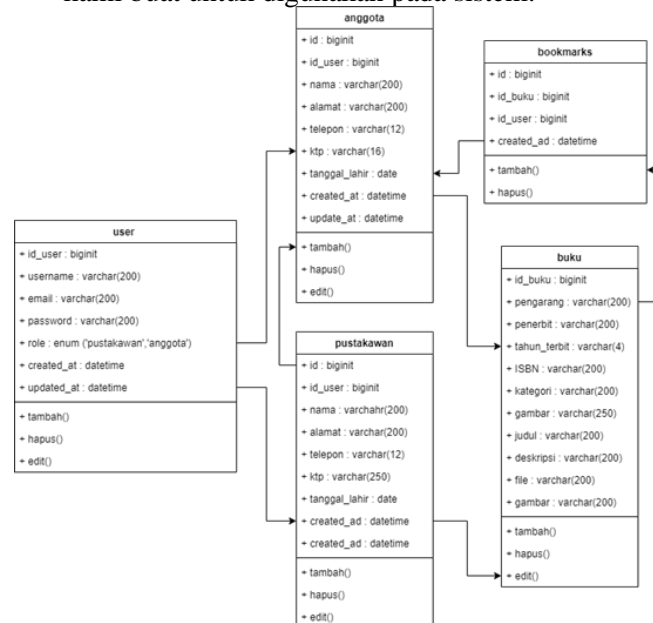 kami buat untuk digunakan pada sistem.
anggota
+ id : biginit
+ id_user : biginit
+ nama : varchar(200)
+ alamat : varchar(200)
+ telepon : varchar(12)
+ ktp : varchar(16)
+ tanggal_lahir : date
+ created_at : datetime
+ update_at : datetime
+ tambah()
+ hapus()
+ edit()
bookmarks
+ id : biginit
+ id_buku : biginit
+ id_user : biginit
+ created_ad : datetime
+ tambah()
+ hapus()
user
+ id_user : biginit
+ username : varchar(200)
+ email : varchar(200)
+ password : varchar(200)
+ role : enum ('pustakawan','anggota')
+ created_at : datetime
+ updated_at : datetime
+ tambah()
+ hapus()
+ edit()
pustakawan
+ id : biginit
+ id_user : biginit
+ nama : varchahr(200)
+ alamat : varchar(200)
+ telepon : varchar(12)
+ ktp : varchar(250)
+ tanggal_lahir : date
+ created_ad : datetime
+ created_ad : datetime
+ tambah()
+ hapus()
+ edit()
buku
+ id_buku : biginit
+ pengarang : varchar(200)
+ penerbit : varchar(200)
+ tahun_terbit : varchar(4)
+ ISBN : varchar(200)
+ kategori : varchar(200)
+ gambar : varchar(250)
+ judul : varchar(200)
+ deskripsi : varchar(200)
+ file : varchar(200)
+ gambar : varchar(200)
+ tambah()
+ hapus()
+ edit()